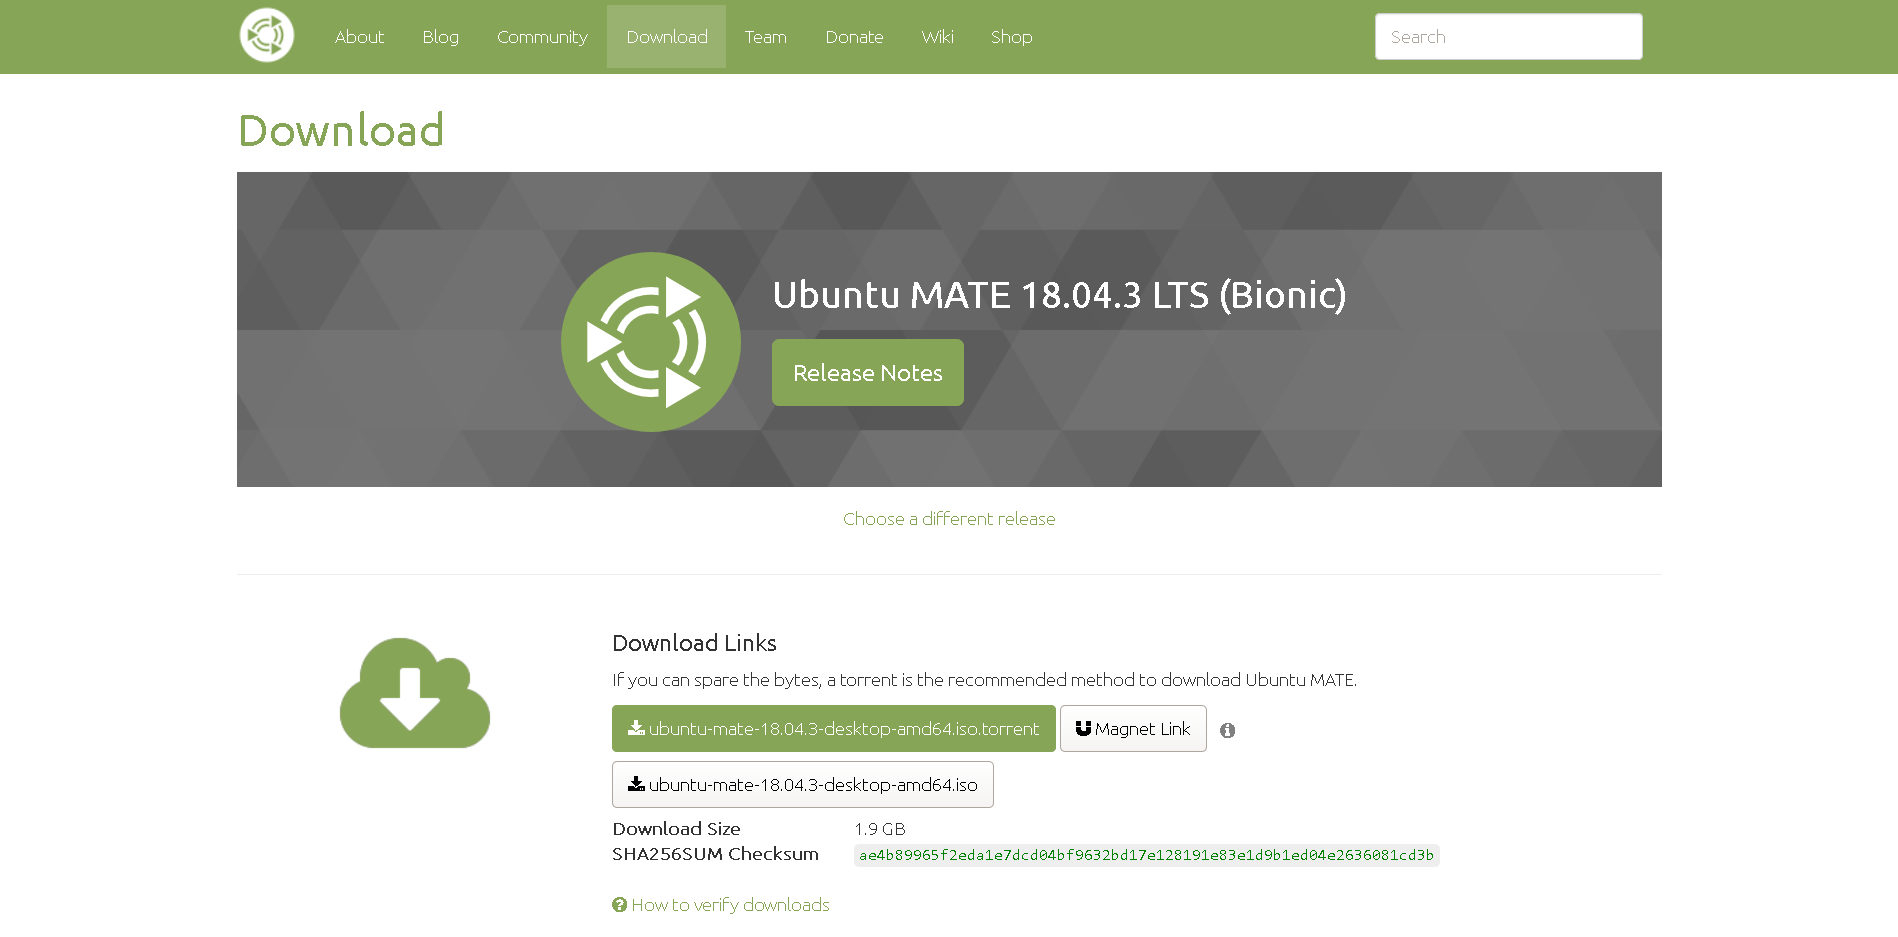 About Blog Community Download Team Donate Wiki Shop Search
Download
Ubuntu MATE 18.04.3 LTS (Bionic)
Release Notes
Choose a different release
Download Links
If you can spare the bytes, a torrent is the recommended method to download Ubuntu MATE.
ubuntu-mate-18.04.3-desktop-amd64.iso.torrent Magnet Link
ubuntu-mate-18.04.3-desktop-amd64.iso
Download Size 1.9 GB
SHA256SUM Checksum ae4b89965f2eda1e7dcd04bf9632bd17e128191e83e1d9b1ed04e2636081cd3b
How to verify downloads